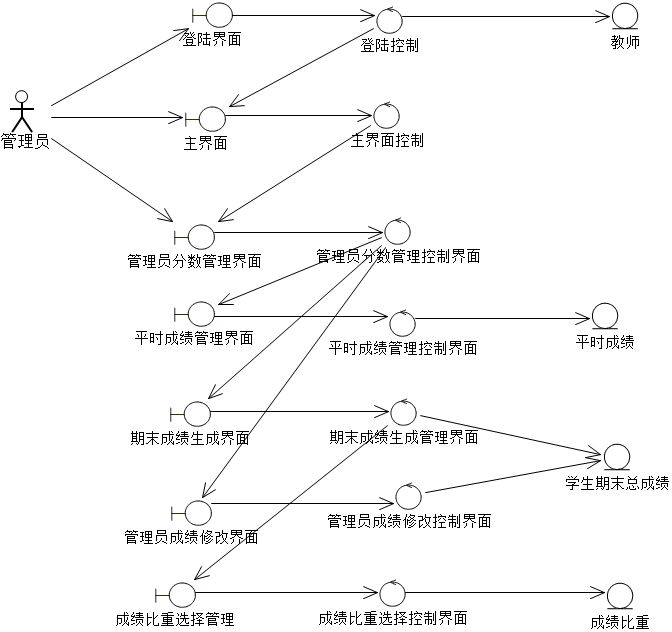 登陆界面
登陆控制
教师
管理员
主界面
主界面控制
管理员分数管理界面
管理员分数管理控制界面
平时成绩管理界面
平时成绩管理控制界面
平时成绩
期末成绩生成界面
期末成绩生成管理界面
学生期末总成绩
管理员成绩修改界面
管理员成绩修改控制界面
成绩比重选择管理
成绩比重选择控制界面
成绩比重